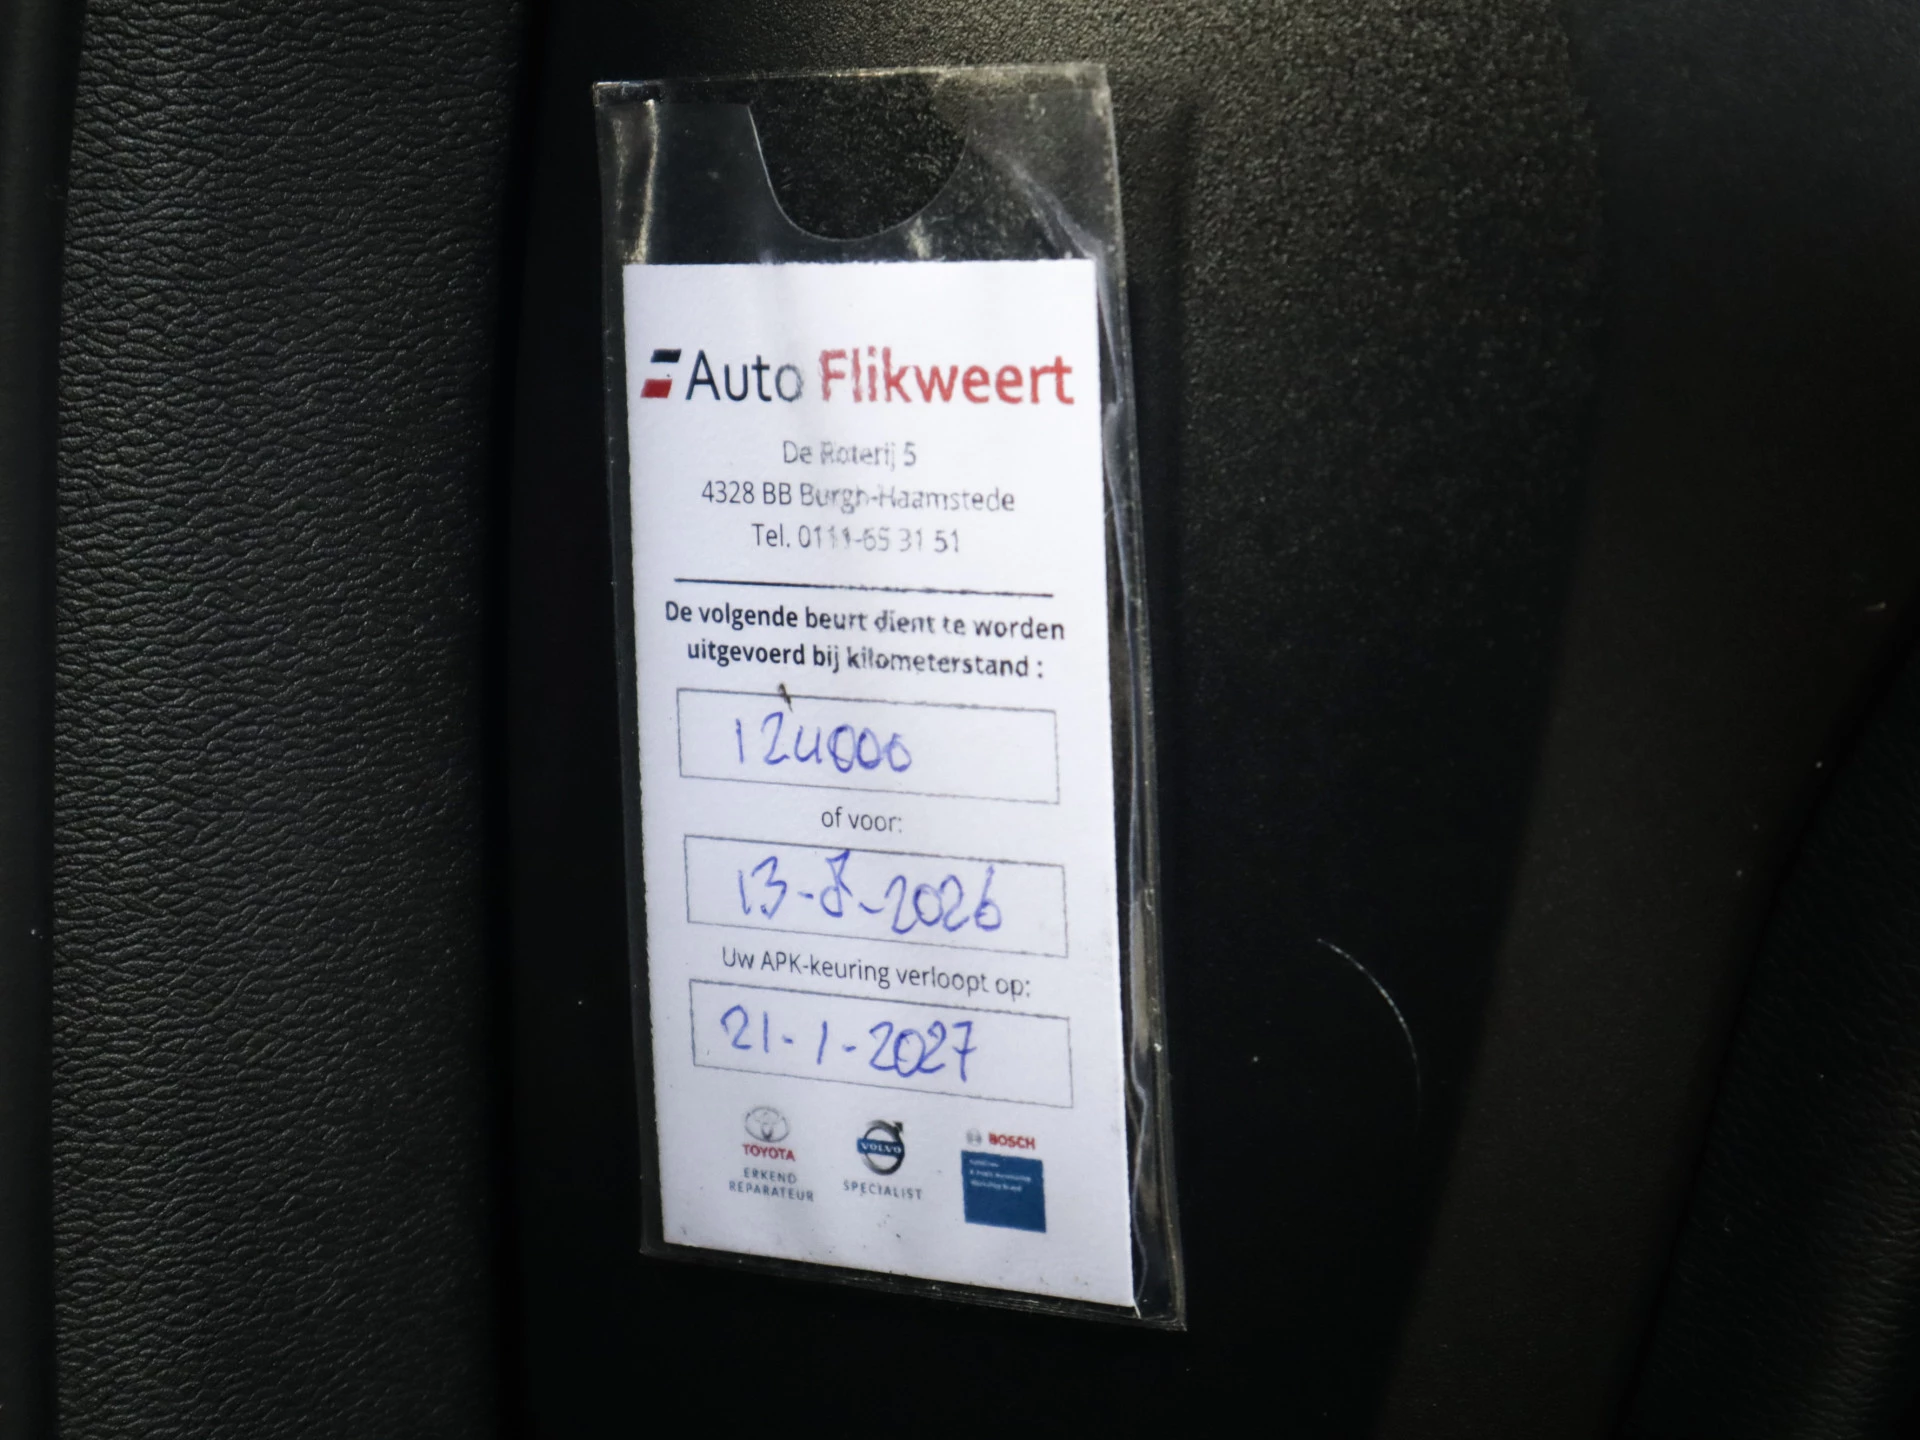 Auto Flikweert
De Roterij 5
4328 BB Burgh-Haamstede
Tel. 0111-65 31 51
De volgende beurt dient te worden
uitgevoerd bij kilometerstand :
124000
of voor:
13-8-2026
Uw APK-keuring verloopt op:
21-1-2027
TOYOTA
ERKEND
REPARATEUR
VOLVO
SPECIALIST
BOSCH